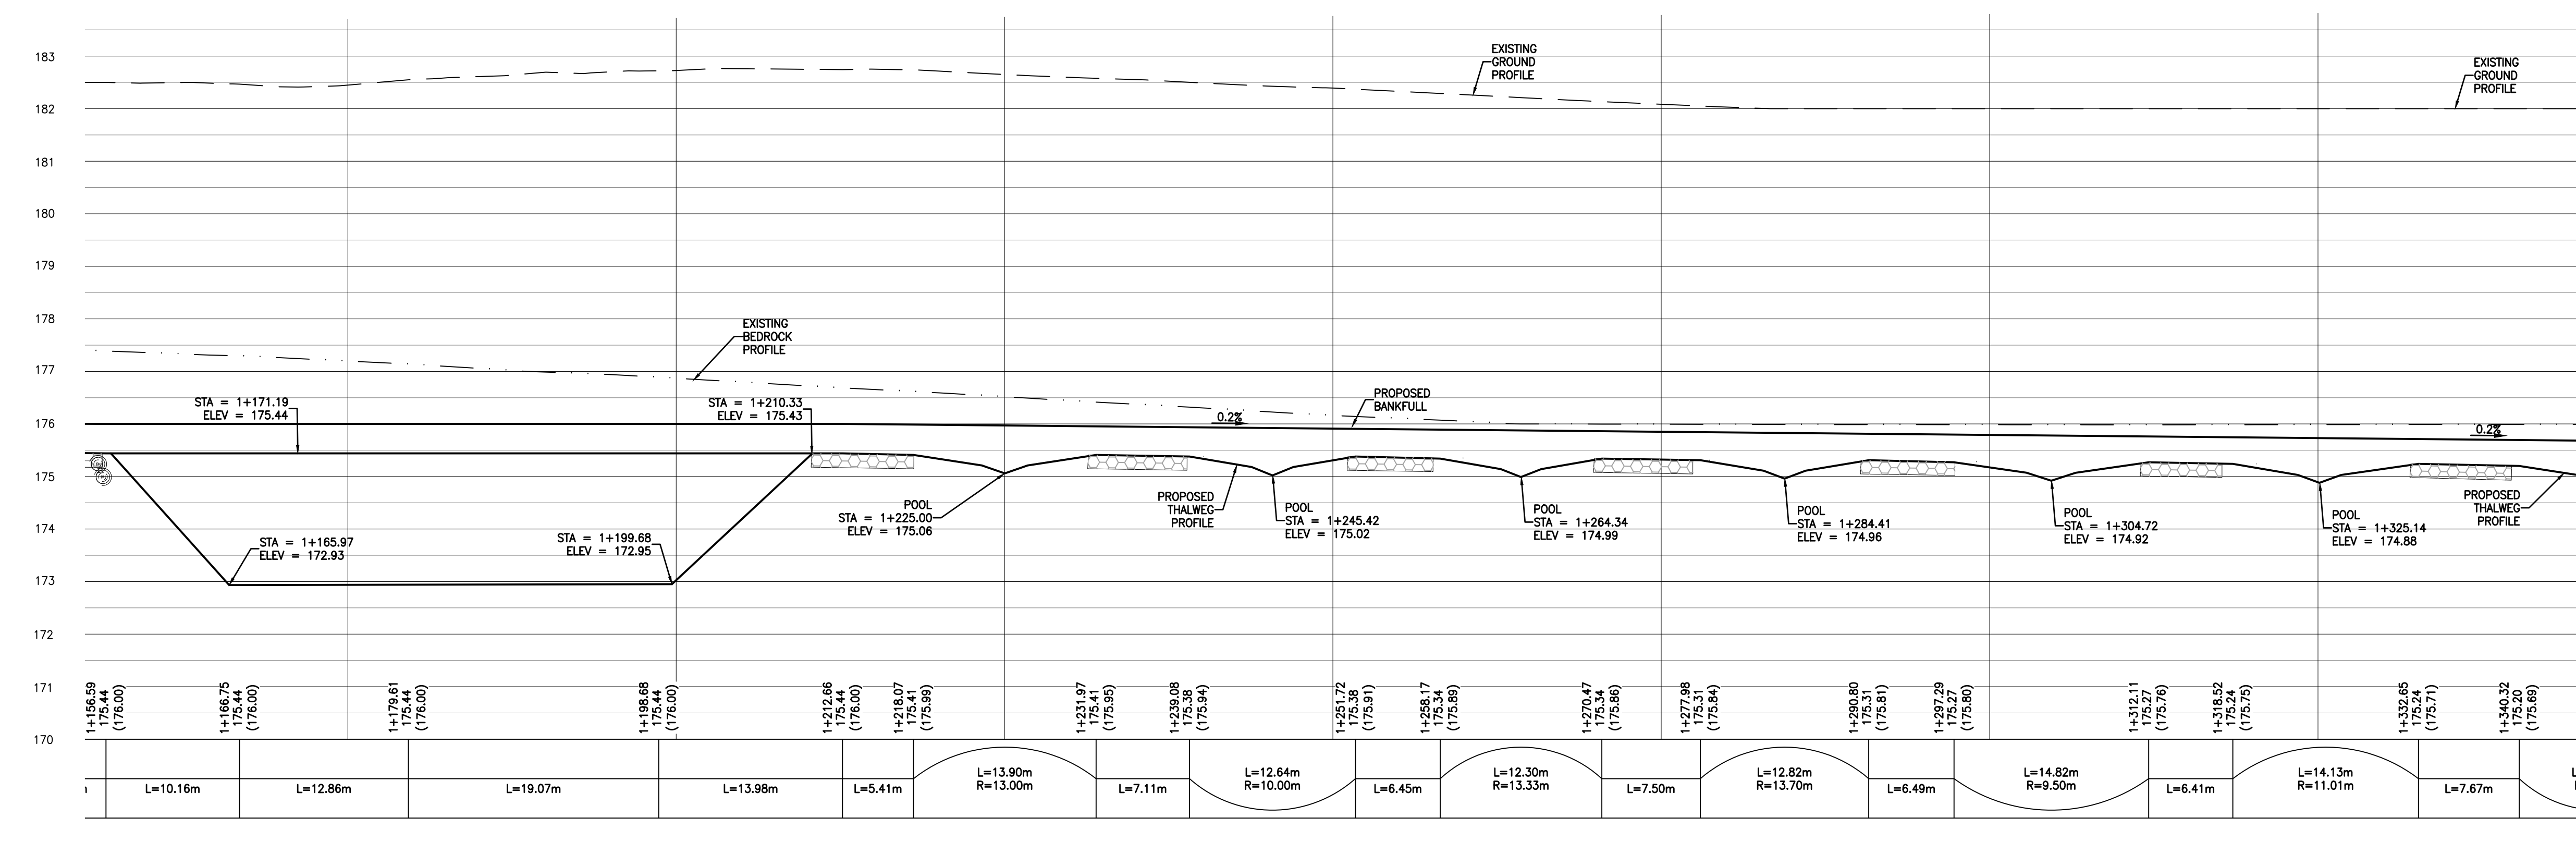 183
182
181
180
179
178
177
176
175
174
173
172
171
170
EXISTING
GROUND
PROFILE
EXISTING
GROUND
PROFILE
EXISTING
BEDROCK
PROFILE
STA = 1+171.19
ELEV = 175.44
STA = 1+210.33
ELEV = 175.43
PROPOSED
BANKFULL
0.2%
0.2%
STA = 1+165.97
ELEV = 172.93
STA = 1+199.68
ELEV = 172.95
POOL
STA = 1+225.00
ELEV = 175.06
PROPOSED
THALWEG
PROFILE
POOL
STA = 1+245.42
ELEV = 175.02
POOL
STA = 1+264.34
ELEV = 174.99
POOL
STA = 1+284.41
ELEV = 174.96
POOL
STA = 1+304.72
ELEV = 174.92
POOL
STA = 1+325.14
ELEV = 174.88
PROPOSED
THALWEG
PROFILE
1+156.59
175.44
(176.00)
1+166.75
175.44
(176.00)
1+179.61
175.44
(176.00)
1+198.68
175.44
(176.00)
1+212.66
175.44
(176.00)
1+218.07
175.41
(175.99)
1+231.97
175.41
(175.95)
1+239.08
175.38
(175.94)
1+251.72
175.38
(175.91)
1+258.17
175.34
(175.89)
1+270.47
175.34
(175.86)
1+277.98
175.31
(175.84)
1+290.80
175.31
(175.81)
1+297.29
175.27
(175.80)
1+312.11
175.27
(175.76)
1+318.52
175.24
(175.75)
1+332.65
175.24
(175.71)
1+340.32
175.20
(175.69)
L=10.16m
L=12.86m
L=19.07m
L=13.98m
L=5.41m
L=13.90m
R=13.00m
L=7.11m
L=12.64m
R=10.00m
L=6.45m
L=12.30m
R=13.33m
L=7.50m
L=12.82m
R=13.70m
L=6.49m
L=14.82m
R=9.50m
L=6.41m
L=14.13m
R=11.01m
L=7.67m